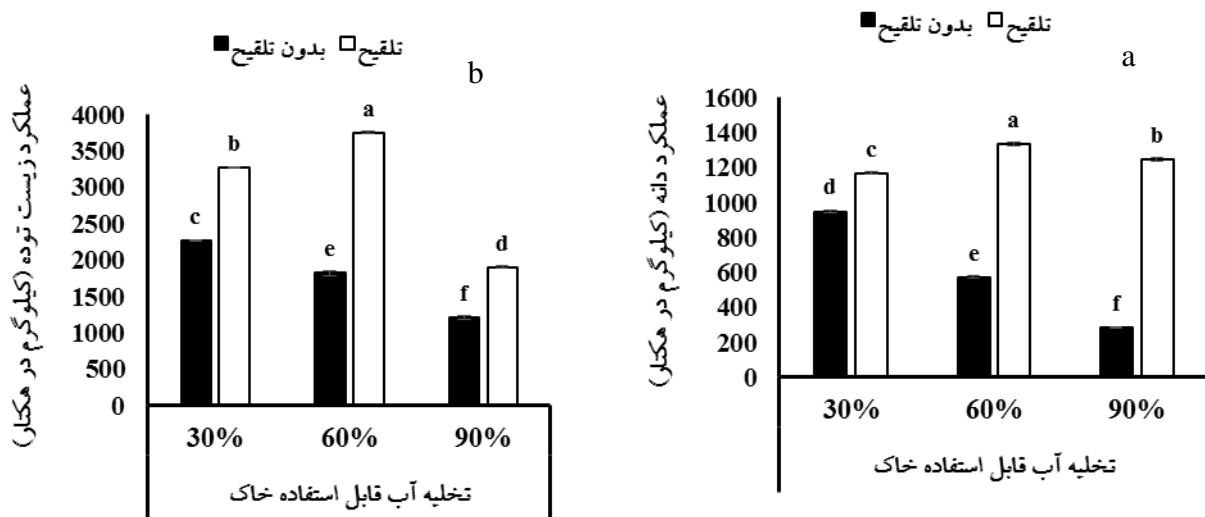 ■بدون تلقیح □تلقیح
b
عملکرد زیست توده (کیلوگرم در هکتار)
4000
3500
3000
2500
2000
1500
1000
500
0
c b e a f d
30% 60% 90%
تخلیه آب قابل استفاده خاک
■بدون تلقیح □تلقیح
a
عملکرد دانه (کیلوگرم در هکتار)
1600
1400
1200
1000
800
600
400
200
0
d c e a f b
30% 60% 90%
تخلیه آب قابل استفاده خاک